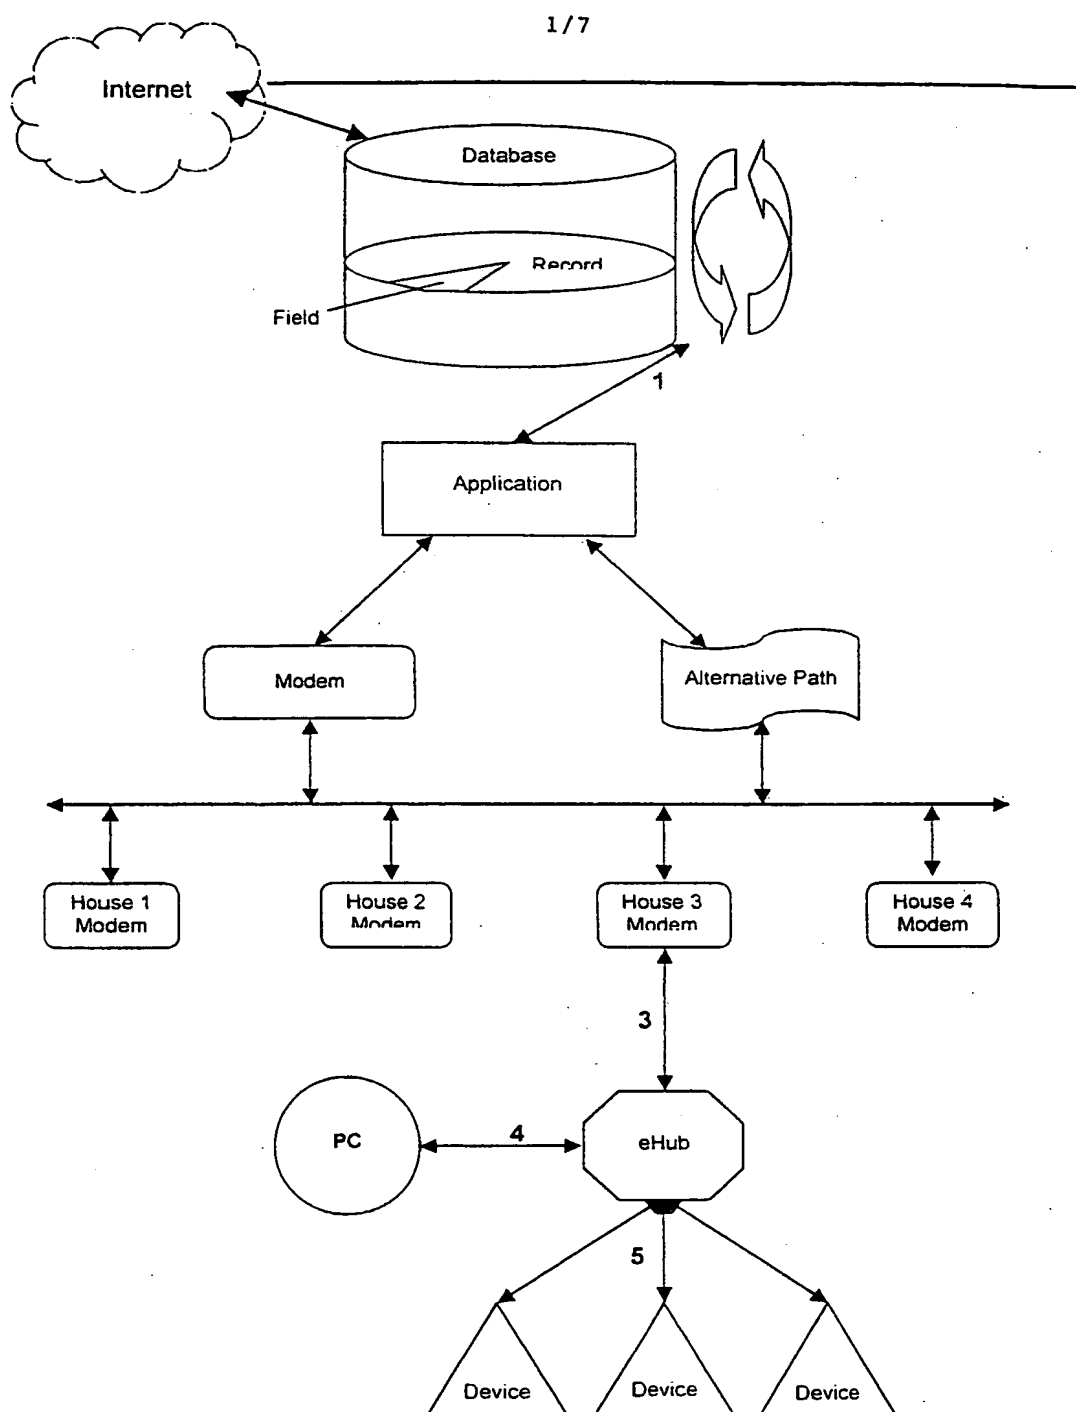 1/7
Internet
Database
Record
Field
1
Application
Modem
Alternative Path
House 1
Modem
House 2
Modem
House 3
Modem
House 4
Modem
3
PC
4
eHub
5
Device
Device
Device